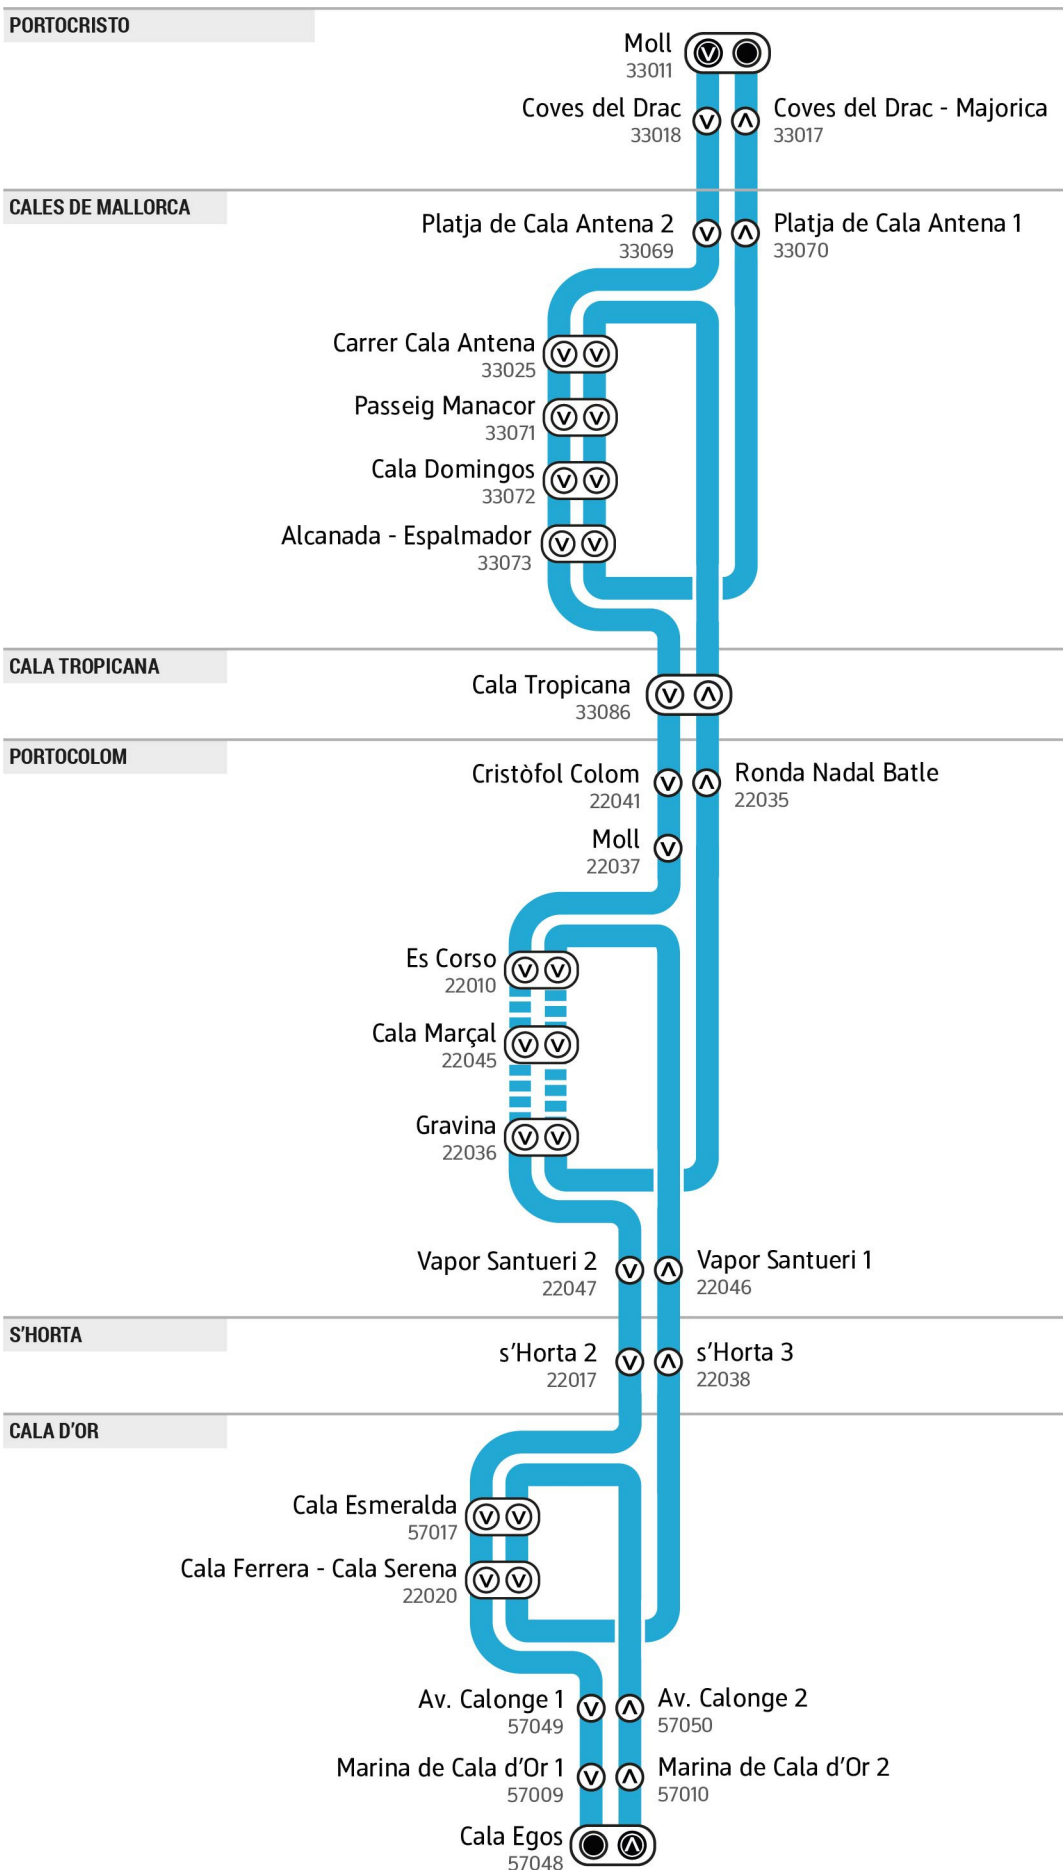 PORTOCRISTO
Moll
33011
Coves del Drac
33018
Coves del Drac - Majorica
33017
CALES DE MALLORCA
Platja de Cala Antena 2
33069
Platja de Cala Antena 1
33070
Carrer Cala Antena
33025
Passeig Manacor
33071
Cala Domingos
33072
Alcanada - Espalmador
33073
CALA TROPICANA
Cala Tropicana
33086
PORTOCOLOM
Cristòfol Colom
22041
Ronda Nadal Batle
22035
Moll
22037
Es Corso
22010
Cala Marçal
22045
Gravina
22036
Vapor Santueri 2
22047
Vapor Santueri 1
22046
S'HORTA
s'Horta 2
22017
s'Horta 3
22038
CALA D'OR
Cala Esmeralda
57017
Cala Ferrera - Cala Serena
22020
Av. Calonge 1
57049
Av. Calonge 2
57050
Marina de Cala d'Or 1
57009
Marina de Cala d'Or 2
57010
Cala Egos
57048